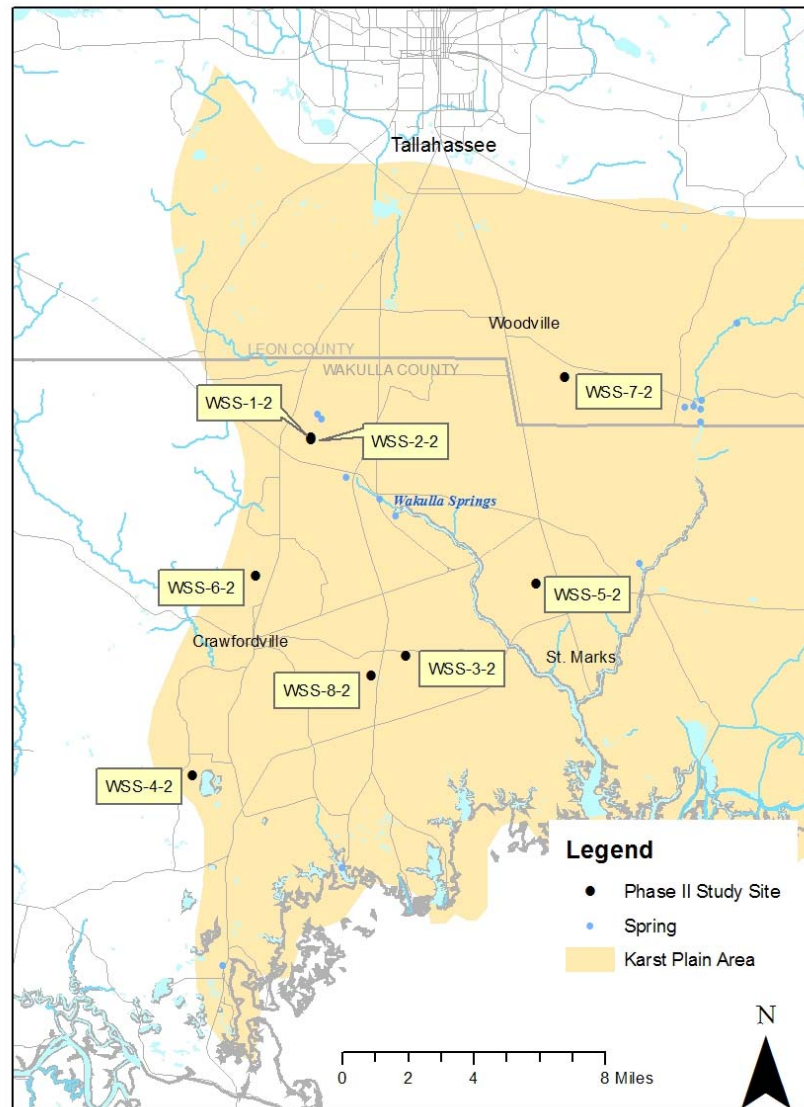 Tallahassee
Woodville
LEON COUNTY
WAKULLA COUNTY
WSS-7-2
WSS-1-2
WSS-2-2
Wakulla Springs
WSS-6-2
WSS-5-2
Crawfordville
St. Marks
WSS-3-2
WSS-8-2
WSS-4-2
Legend
Phase II Study Site
Spring
Karst Plain Area
N
0 2 4 8 Miles